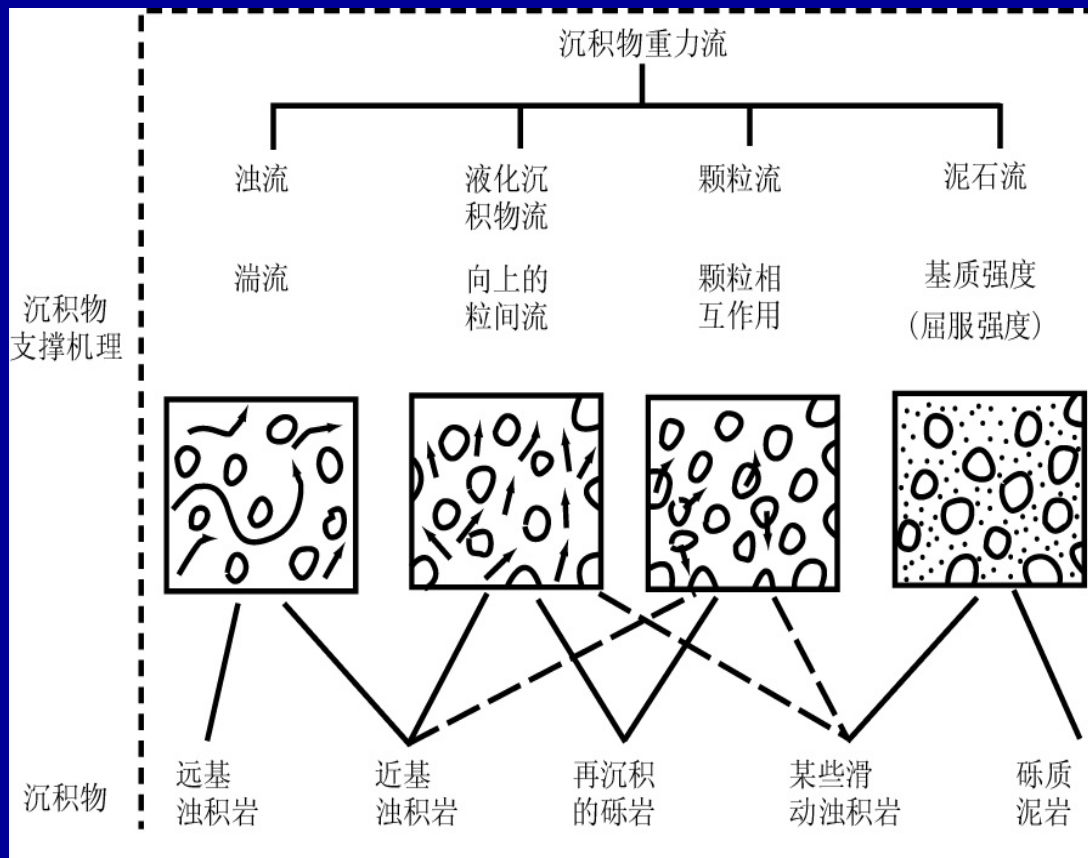 沉积物重力流
浊流
液化沉
积物流
颗粒流
泥石流
沉积物
支撑机理
湍流
向上的
粒间流
颗粒相
互作用
基质强度
(屈服强度)
沉积物
远基
浊积岩
近基
浊积岩
再沉积
的砾岩
某些滑
动浊积岩
砾质
泥岩